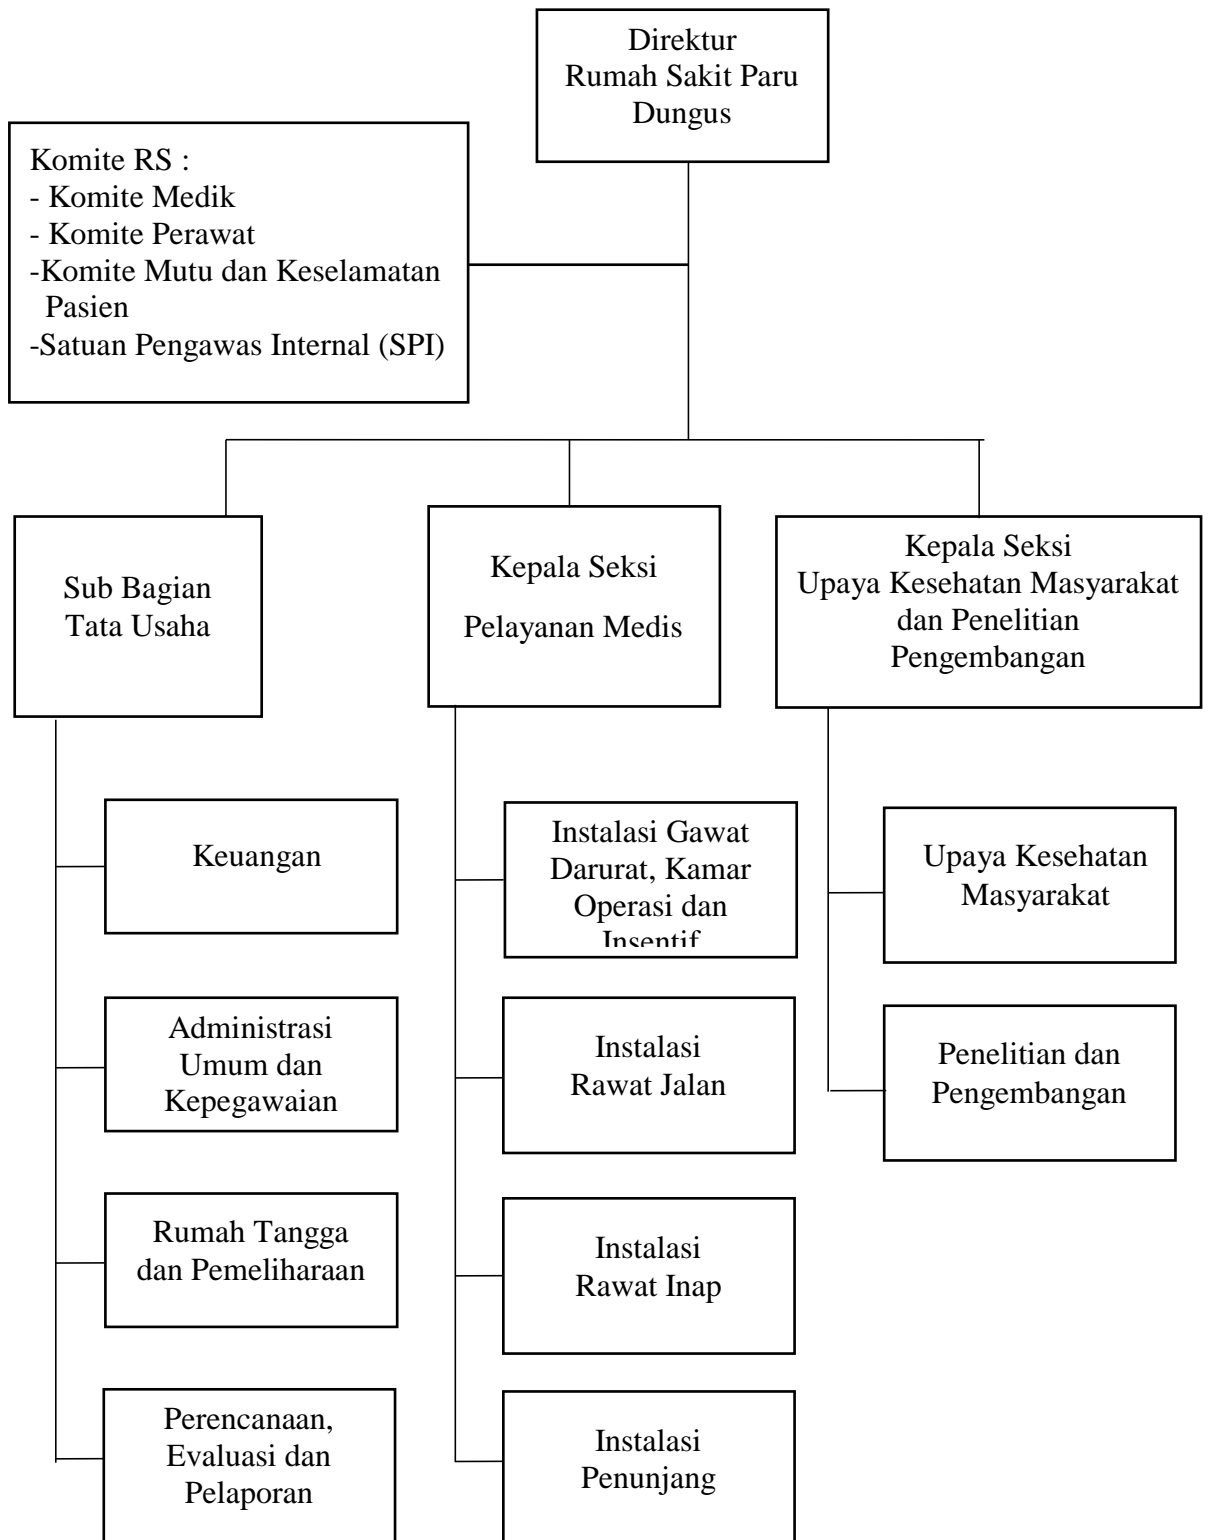 Direktur
Rumah Sakit Paru
Dungus
Komite RS :
- Komite Medik
- Komite Perawat
-Komite Mutu dan Keselamatan
Pasien
-Satuan Pengawas Internal (SPI)
Sub Bagian
Tata Usaha
Kepala Seksi
Pelayanan Medis
Kepala Seksi
Upaya Kesehatan Masyarakat
dan Penelitian
Pengembangan
Keuangan
Administrasi
Umum dan
Kepegawaian
Rumah Tangga
dan Pemeliharaan
Perencanaan,
Evaluasi dan
Pelaporan
Instalasi Gawat
Darurat, Kamar
Operasi dan
Insentif
Instalasi
Rawat Jalan
Instalasi
Rawat Inap
Instalasi
Penunjang
Upaya Kesehatan
Masyarakat
Penelitian dan
Pengembangan